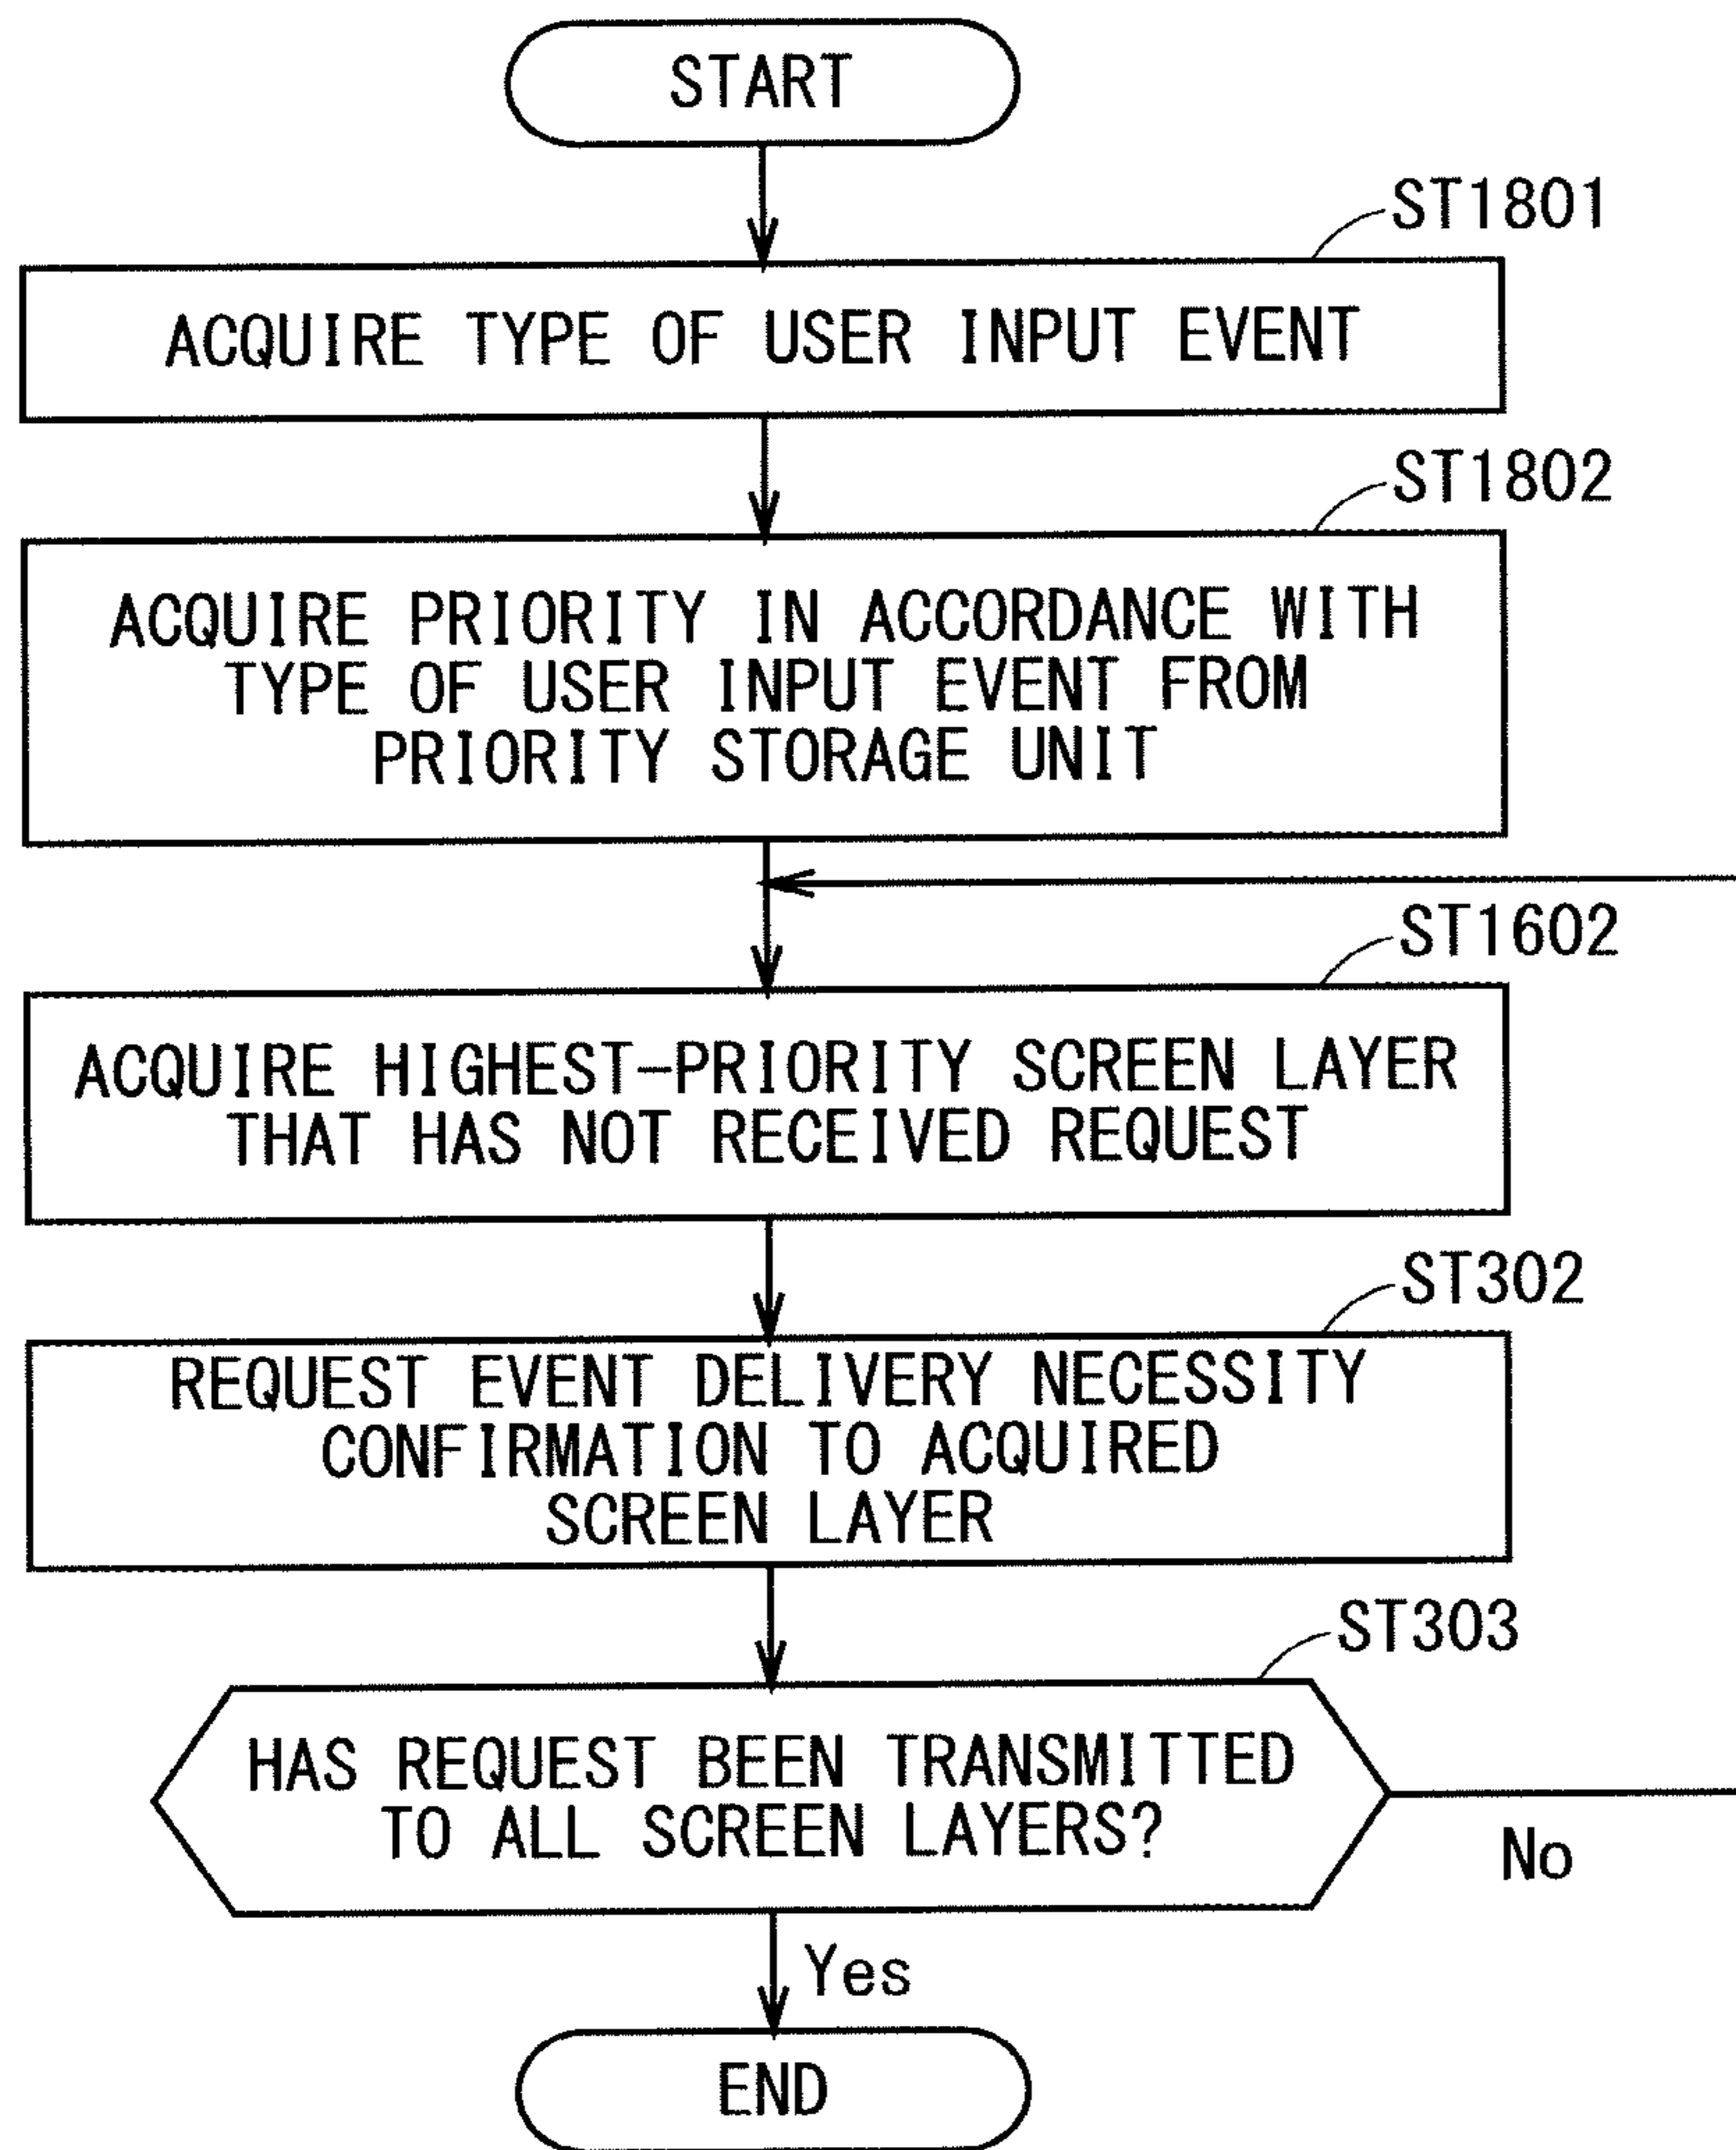 START
ST1801
ACQUIRE TYPE OF USER INPUT EVENT
ST1802
ACQUIRE PRIORITY IN ACCORDANCE WITH
TYPE OF USER INPUT EVENT FROM
PRIORITY STORAGE UNIT
ST1602
ACQUIRE HIGHEST-PRIORITY SCREEN LAYER
THAT HAS NOT RECEIVED REQUEST
ST302
REQUEST EVENT DELIVERY NECESSITY
CONFIRMATION TO ACQUIRED
SCREEN LAYER
ST303
HAS REQUEST BEEN TRANSMITTED
TO ALL SCREEN LAYERS?
No
Yes
END